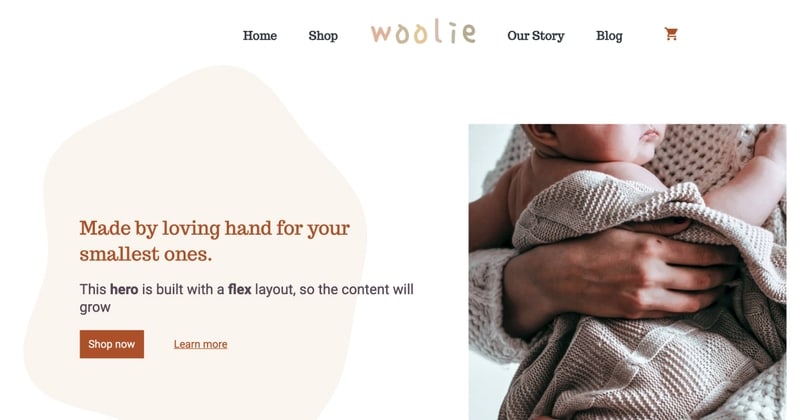 Home Shop woolie Our Story Blog
Made by loving hand for your
smallest ones.
This hero is built with a flex layout, so the content will
grow
Shop now Learn more